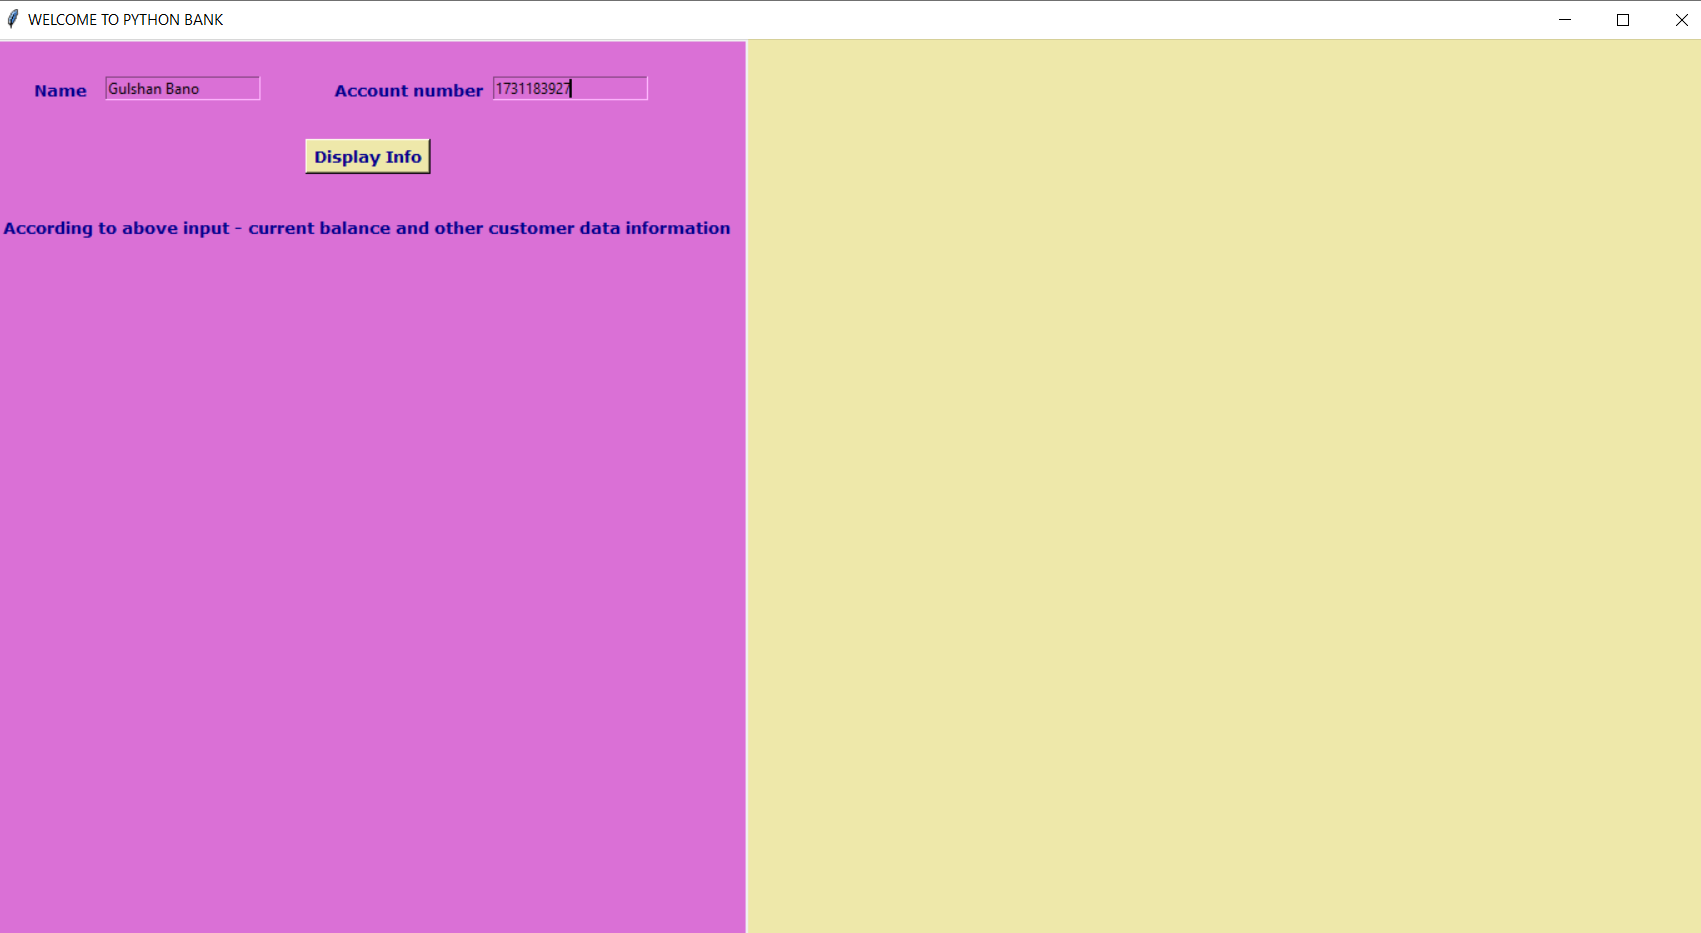 WELCOME TO PYTHON BANK
Name Gulshan Bano Account number 1731183927
Display Info
According to above input - current balance and other customer data information